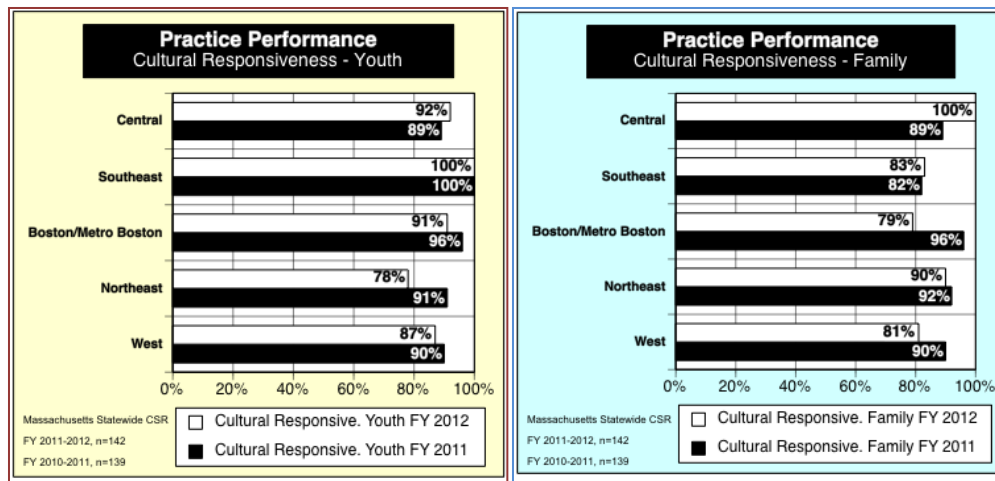 Practice Performance
Cultural Responsiveness - Youth
Central
92%
89%
Southeast
100%
100%
Boston/Metro Boston
91%
96%
Northeast
78%
91%
West
87%
90%
0%
20%
40%
60%
80%
100%
Massachusetts Statewide CSR
FY 2011-2012, n=142
FY 2010-2011, n=139
Cultural Responsive. Youth FY 2012
Cultural Responsive. Youth FY 2011
Practice Performance
Cultural Responsiveness - Family
Central
100%
89%
Southeast
83%
82%
Boston/Metro Boston
79%
96%
Northeast
90%
92%
West
81%
90%
0%
20%
40%
60%
80%
100%
Massachusetts Statewide CSR
FY 2011-2012, n=142
FY 2010-2011, n=139
Cultural Responsive. Family FY 2012
Cultural Responsive. Family FY 2011